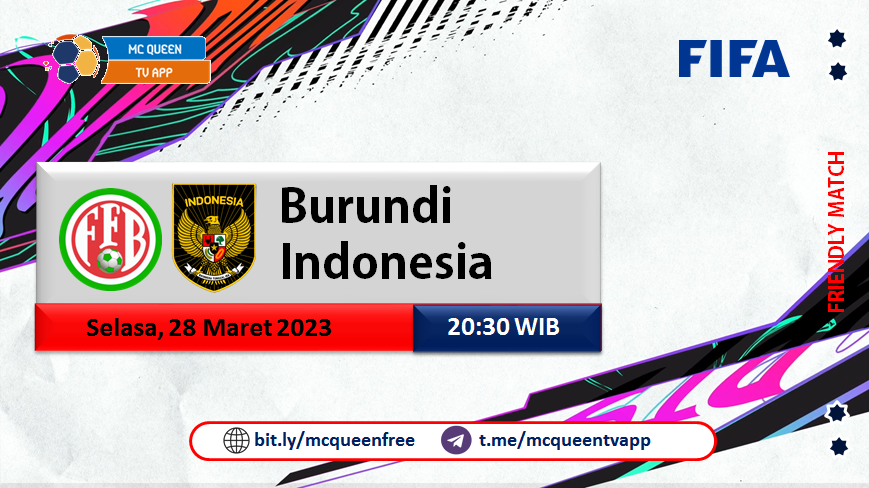 MC QUEEN
TV APP
FIFA
FRIENDLY MATCH
FFB
INDONESIA
Burundi
Indonesia
Selasa, 28 Maret 2023
20:30 WIB
bit.ly/mcqueenfree
t.me/mcqueentvapp